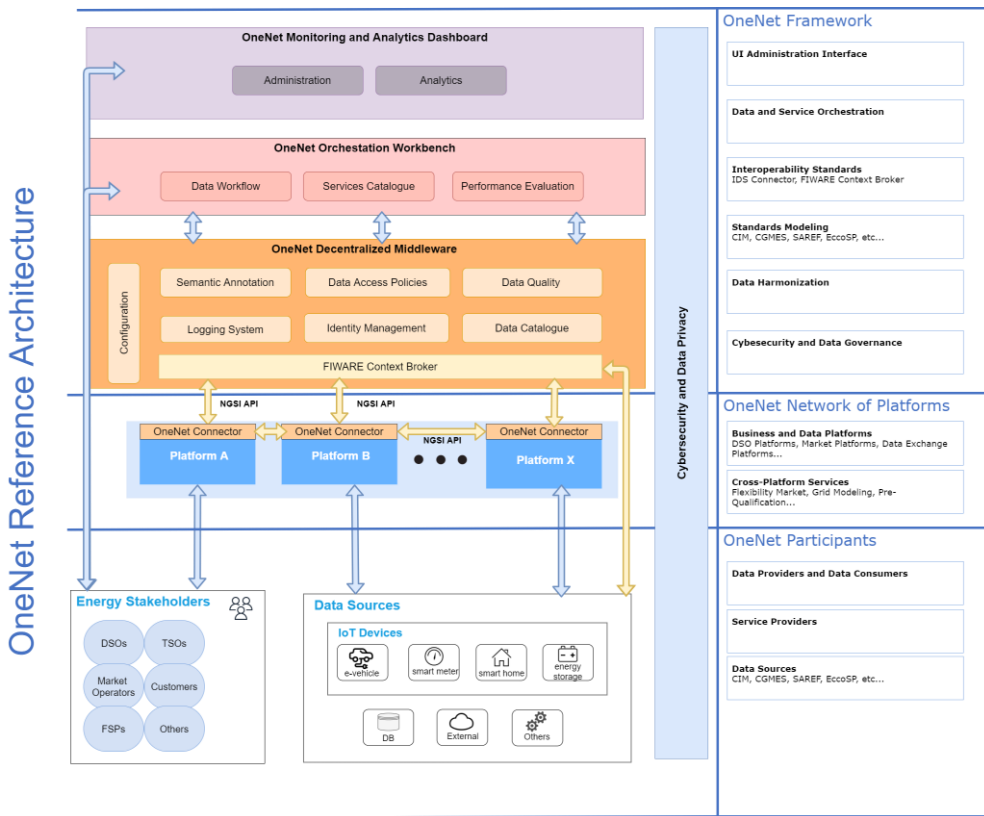 OneNet Reference Architecture
OneNet Monitoring and Analytics Dashboard
Administration
Analytics
OneNet Orchestation Workbench
Data Workflow
Services Catalogue
Performance Evaluation
OneNet Decentralized Middleware
Configuration
Semantic Annotation
Data Access Policies
Data Quality
Logging System
Identity Management
Data Catalogue
FIWARE Context Broker
NGSI API
NGSI API
OneNet Connector
OneNet Connector
OneNet Connector
NGSI API
Platform A
Platform B
Platform X
Energy Stakeholders
DSOs
TSOs
Market
Operators
Customers
FSPs
Others
Data Sources
IoT Devices
e-vehicle
smart meter
smart home
energy
storage
DB
External
Others
Cybersecurity and Data Privacy
OneNet Framework
UI Administration Interface
Data and Service Orchestration
Interoperability Standards
IDS Connector, FIWARE Context Broker
Standards Modeling
CIM, CGMES, SAREF, EccoSP, etc...
Data Harmonization
Cybesecurity and Data Governance
OneNet Network of Platforms
Business and Data Platforms
DSO Platforms, Market Platforms, Data Exchange
Platforms...
Cross-Platform Services
Flexibility Market, Grid Modeling, Pre-
Qualification...
OneNet Participants
Data Providers and Data Consumers
Service Providers
Data Sources
CIM, CGMES, SAREF, EccoSP, etc...